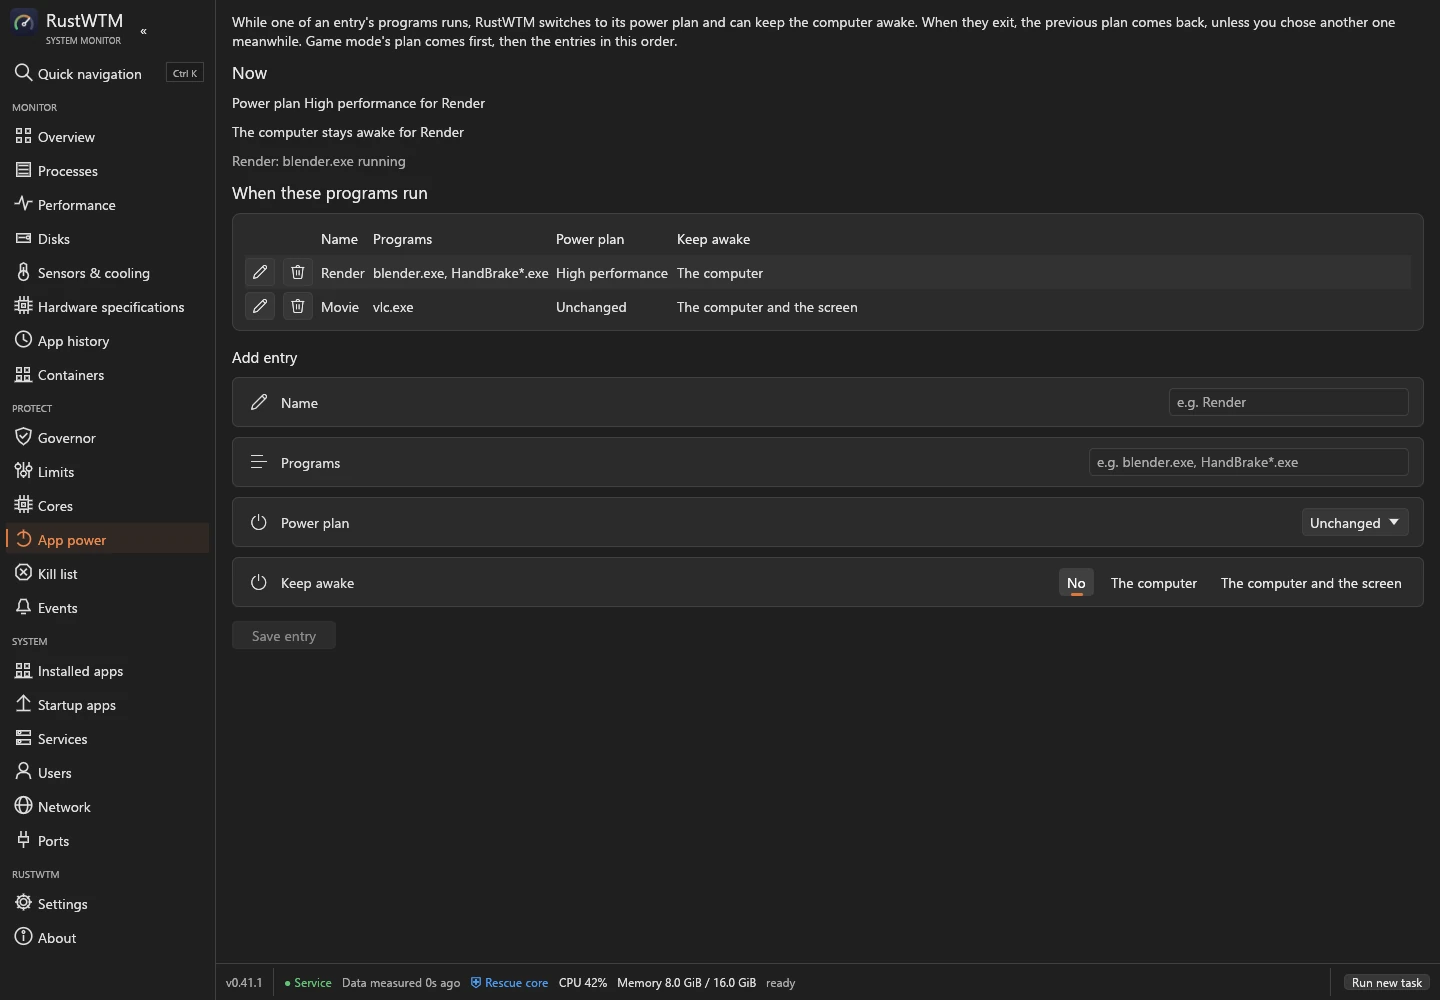 RustWTM
SYSTEM MONITOR
«
Quick navigation
Ctrl K
MONITOR
Overview
Processes
Performance
Disks
Sensors & cooling
Hardware specifications
App history
Containers
PROTECT
Governor
Limits
Cores
App power
Kill list
Events
SYSTEM
Installed apps
Startup apps
Services
Users
Network
Ports
RUSTWTM
Settings
About
While one of an entry's programs runs, RustWTM switches to its power plan and can keep the computer awake. When they exit, the previous plan comes back, unless you chose another one
meanwhile. Game mode's plan comes first, then the entries in this order.
Now
Power plan High performance for Render
The computer stays awake for Render
Render: blender.exe running
When these programs run
Name Programs Power plan Keep awake
Render blender.exe, HandBrake*.exe High performance The computer
Movie vlc.exe Unchanged The computer and the screen
Add entry
Name e.g. Render
Programs e.g. blender.exe, HandBrake*.exe
Power plan Unchanged
Keep awake No The computer The computer and the screen
Save entry
v0.41.1 Service Data measured 0s ago Rescue core CPU 42% Memory 8.0 GiB / 16.0 GiB ready Run new task